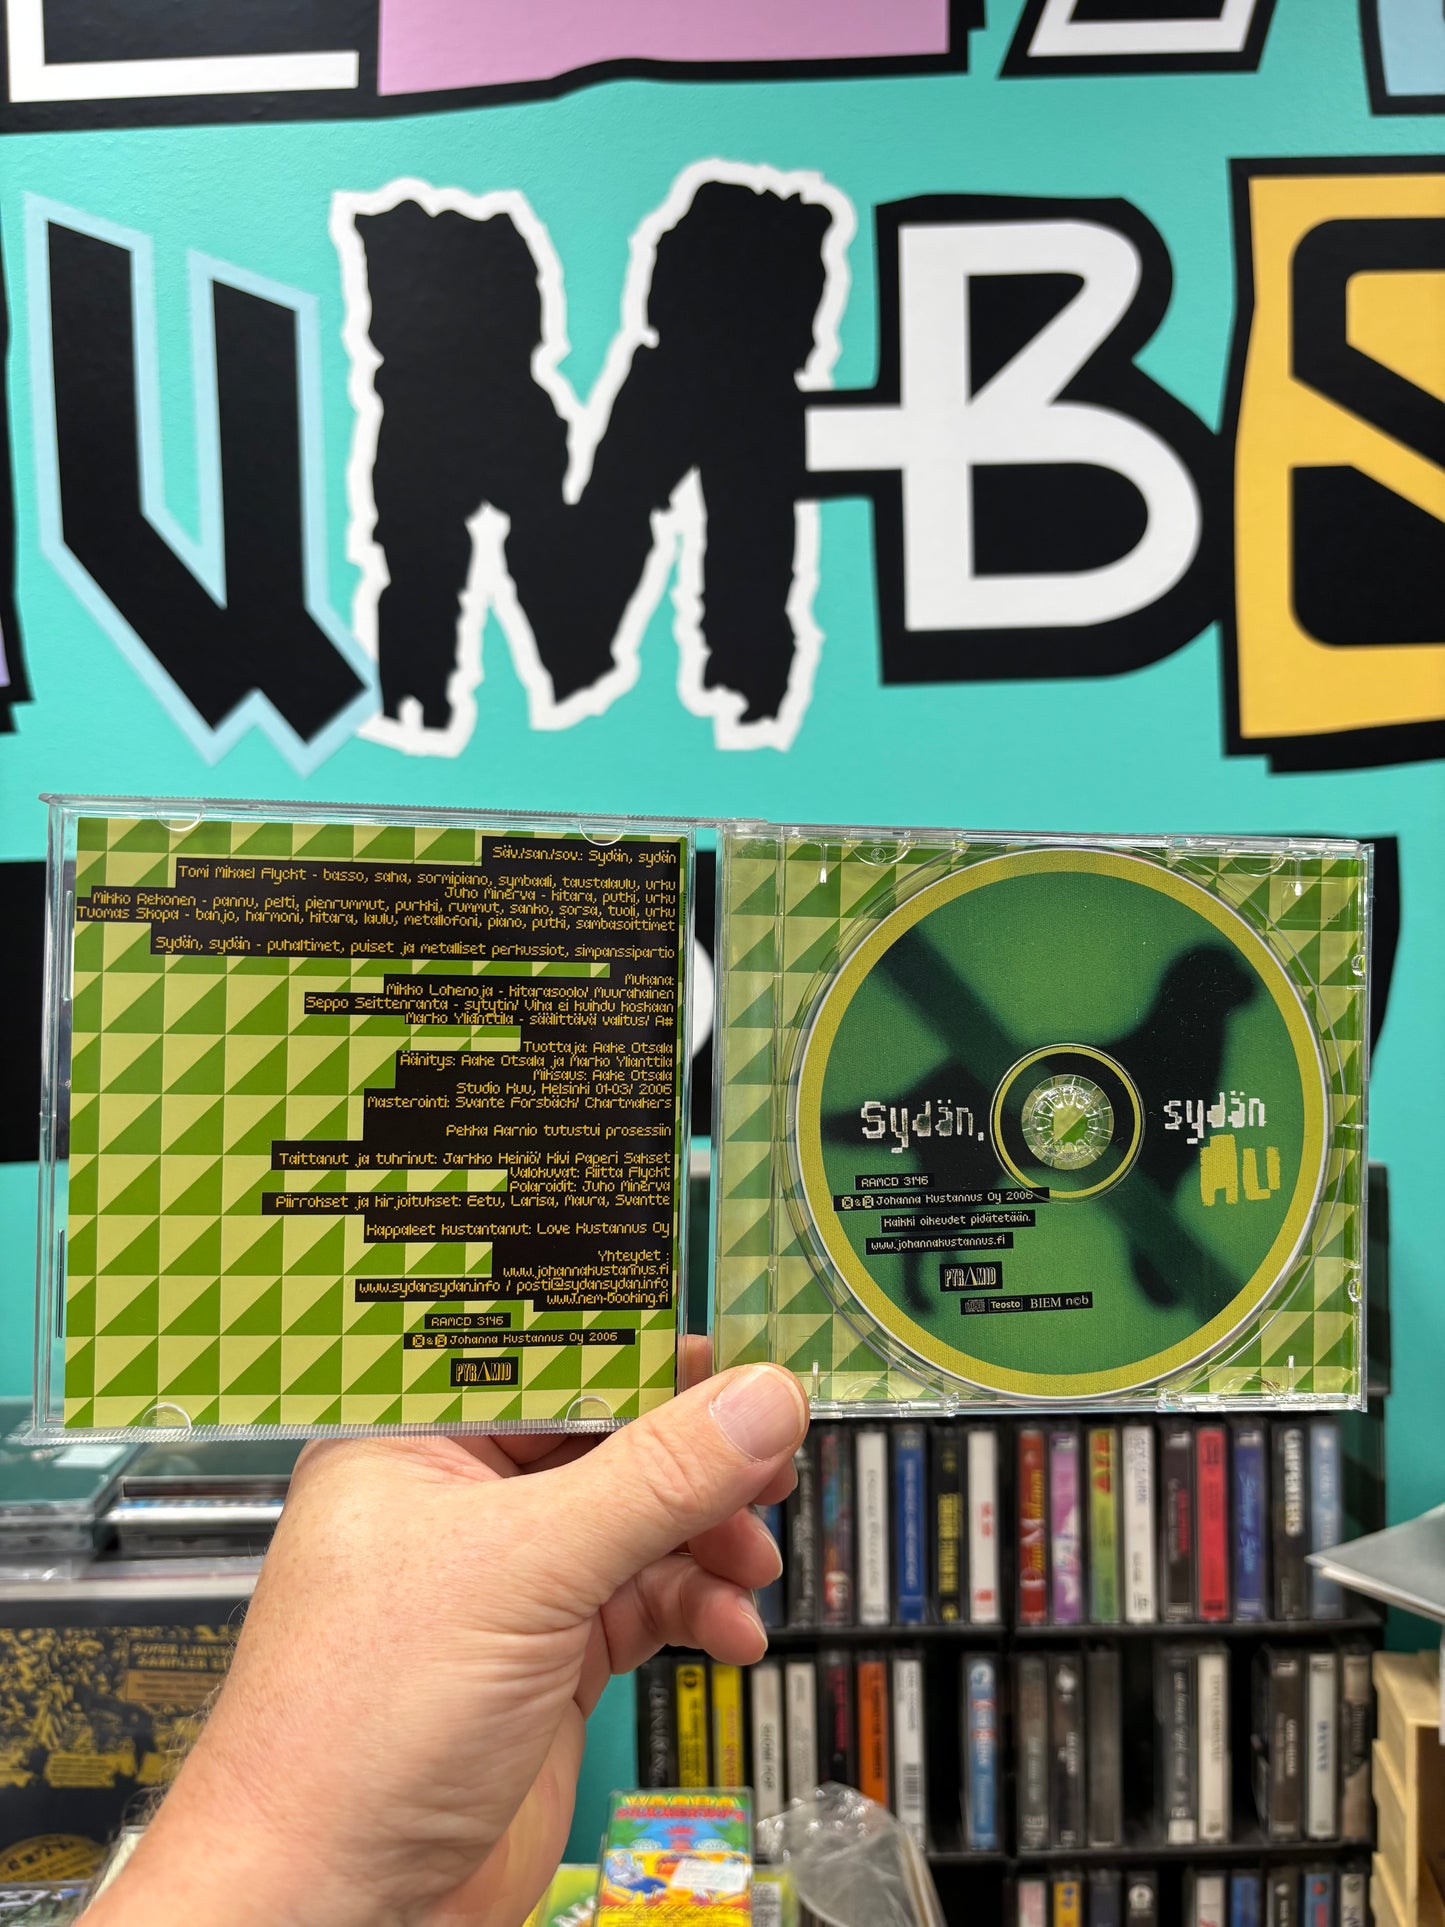 UMBS
Säv./san./sov.: Sydän, sydän
Tomi Mikael Flyckt - basso, saha, sormipiano, symbaali, taustalaulu, urku
Juho Minerva - kitara, putki, urku
Mikko Rekonen - pannu, pelti, pienrummut, purkki, rummut, sanko, sorsa, tuoli, urku
Tuomas Skopa - banjo, harmoni, kitara, laulu, metallofoni, piano, putki, sambasoittimet
Sydän, sydän - puhaltimet, puiset ja metalliset perkussiot, simpanssipartio
Mukana:
Mikko Lohenoja - kitarasoolo/ Muurahainen
Seppo Seittenranta - sytytin/ Viha ei kuihdu koskaan
Marko Ylianttila - säälittävä valitus/ A#
Tuottaja: Aake Otsala
Äänitys: Aake Otsala ja Marko Ylianttila
Miksaus: Aake Otsala
Studio Kuu, Helsinki 01-03/ 2006
Masterointi: Svante Forsbäck/ Chartmakers
Pekka Aarnio tutustui prosessiin
Taittanut ja tuhrinut: Jarkko Heiniö/ Kivi Paperi Sakset
Valokuvat: Riitta Flyckt
Polaroidit: Juho Minerva
Piirrokset ja kirjoitukset: Eetu, Larisa, Maura, Svantte
Kappaleet kustantanut: Love Kustannus Oy
Yhteydet :
www.johannakustannus.fi
www.sydansydan.info / posti@sydansydan.info
www.nem-booking.fi
RAMCD 3146
© & ℗ Johanna Kustannus Oy 2006
PYRAMID
Sydän, sydän
AU
RAMCD 3146
© & ℗ Johanna Kustannus Oy 2006
Kaikki oikeudet pidätetään.
www.johannakustannus.fi
PYRAMID
Teosto BIEM n©b
CARPENTERS